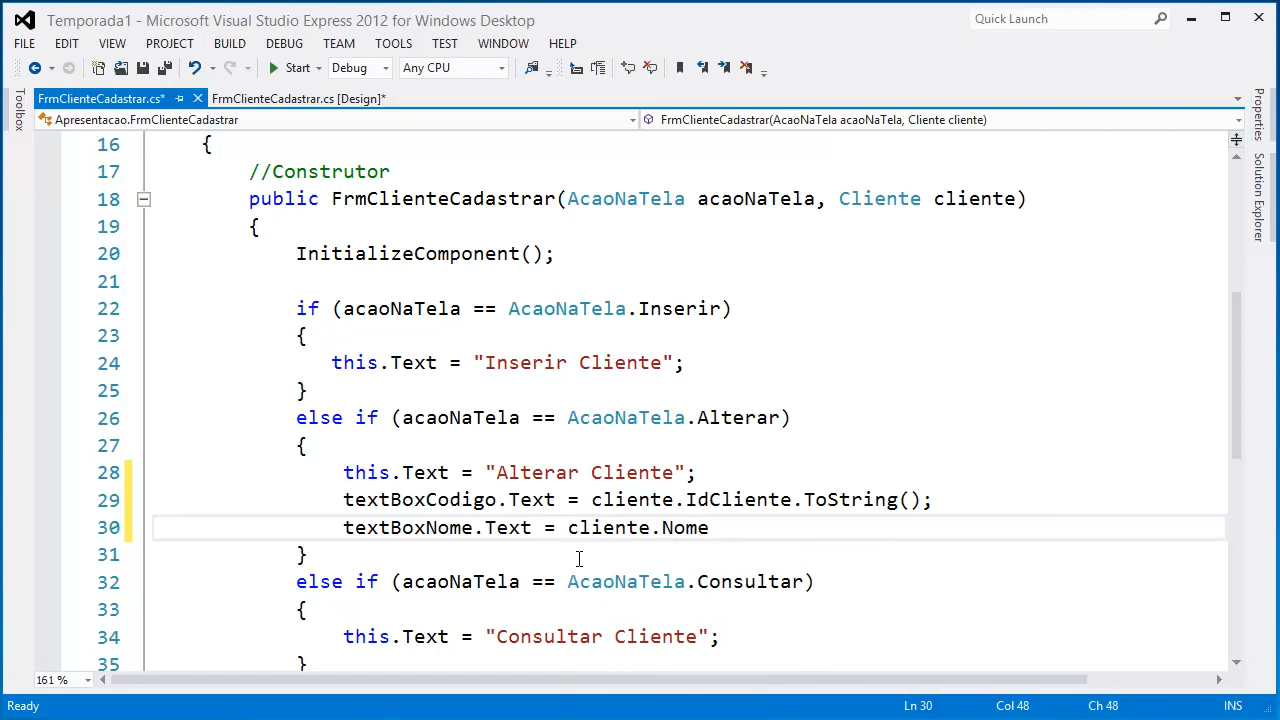 Temporada1 - Microsoft Visual Studio Express 2012 for Windows Desktop
Quick Launch
FILE EDIT VIEW PROJECT BUILD DEBUG TEAM TOOLS TEST WINDOW HELP
Start Debug Any CPU
Toolbox
FrmClienteCadastrar.cs* FrmClienteCadastrar.cs [Design]*
Apresentacao.FrmClienteCadastrar FrmClienteCadastrar(AcaoNaTela acaoNaTela, Cliente cliente)
Properties
Solution Explorer
16 {
17 //Construtor
18 public FrmClienteCadastrar(AcaoNaTela acaoNaTela, Cliente cliente)
19 {
20 InitializeComponent();
21
22 if (acaoNaTela == AcaoNaTela.Inserir)
23 {
24 this.Text = "Inserir Cliente";
25 }
26 else if (acaoNaTela == AcaoNaTela.Alterar)
27 {
28 this.Text = "Alterar Cliente";
29 textBoxCodigo.Text = cliente.IdCliente.ToString();
30 textBoxNome.Text = cliente.Nome
31 }
32 else if (acaoNaTela == AcaoNaTela.Consultar)
33 {
34 this.Text = "Consultar Cliente";
35 }
161 %
Ready Ln 30 Col 48 Ch 48 INS